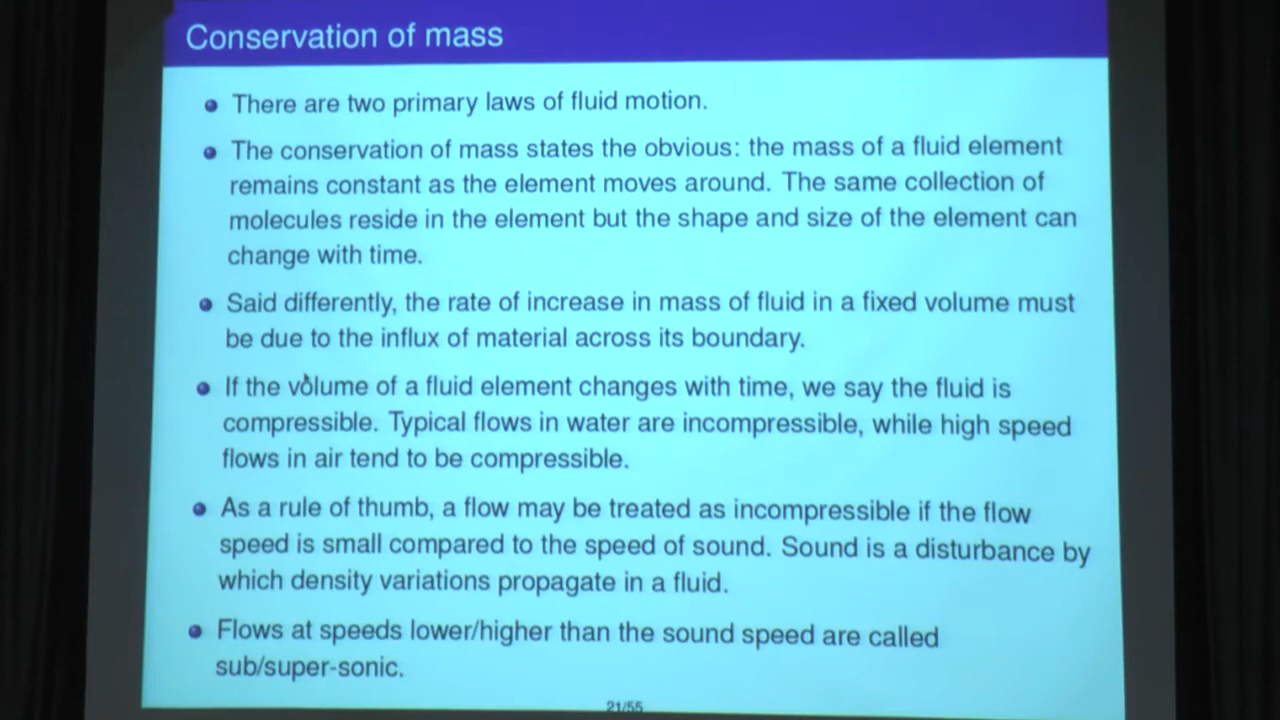 Conservation of mass
There are two primary laws of fluid motion.
The conservation of mass states the obvious: the mass of a fluid element
remains constant as the element moves around. The same collection of
molecules reside in the element but the shape and size of the element can
change with time.
Said differently, the rate of increase in mass of fluid in a fixed volume must
be due to the influx of material across its boundary.
If the volume of a fluid element changes with time, we say the fluid is
compressible. Typical flows in water are incompressible, while high speed
flows in air tend to be compressible.
As a rule of thumb, a flow may be treated as incompressible if the flow
speed is small compared to the speed of sound. Sound is a disturbance by
which density variations propagate in a fluid.
Flows at speeds lower/higher than the sound speed are called
sub/super-sonic.
21/55